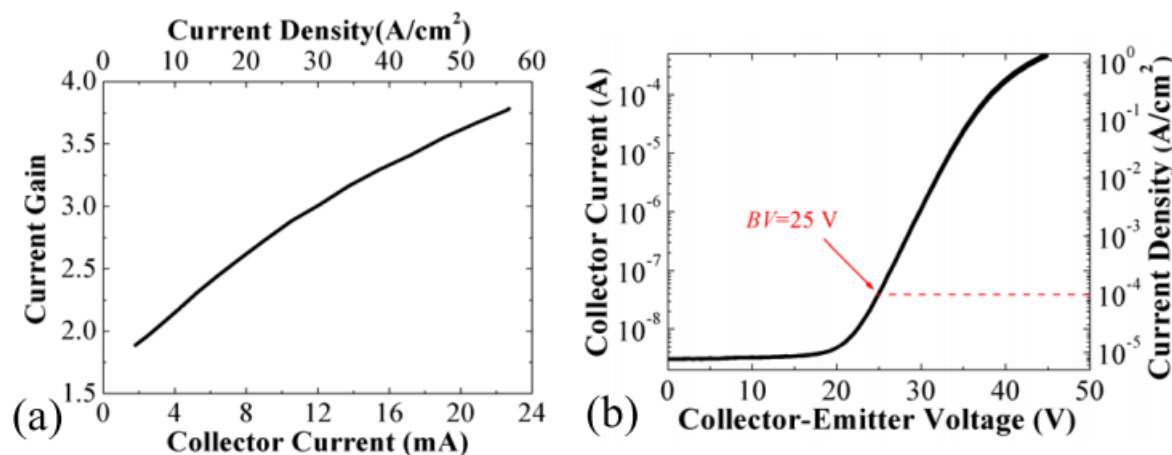 Current Density(A/cm²)
0 10 20 30 40 50 60
4.0
3.5
3.0
2.5
2.0
1.5
Current Gain
0 4 8 12 16 20 24
Collector Current (mA)
(a)
Collector Current (A)
10⁻⁴
10⁻⁵
10⁻⁶
10⁻⁷
10⁻⁸
BV=25 V
10⁰
10⁻¹
10⁻²
10⁻³
10⁻⁴
10⁻⁵
Current Density (A/cm²)
0 10 20 30 40 50
Collector-Emitter Voltage (V)
(b)